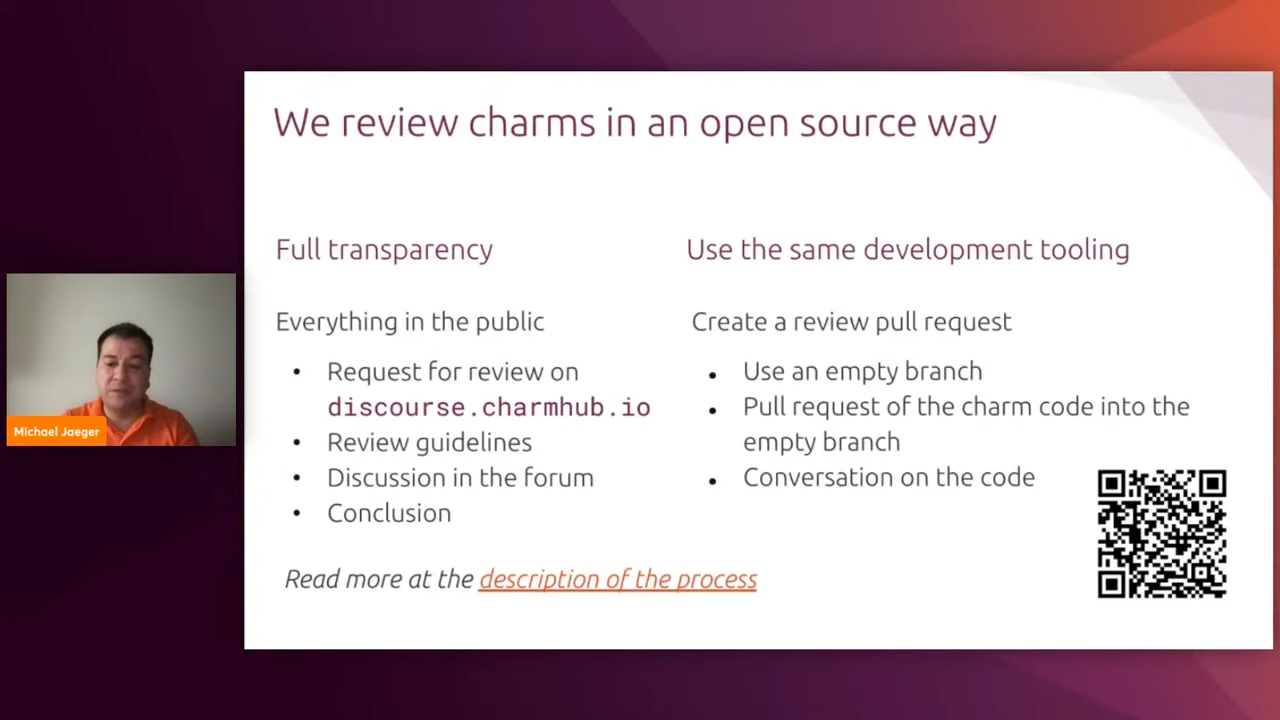 We review charms in an open source way
Full transparency
Everything in the public
• Request for review on
discourse.charmhub.io
• Review guidelines
• Discussion in the forum
• Conclusion
Use the same development tooling
Create a review pull request
• Use an empty branch
• Pull request of the charm code into the
empty branch
• Conversation on the code
Read more at the description of the process
Michael Jaeger